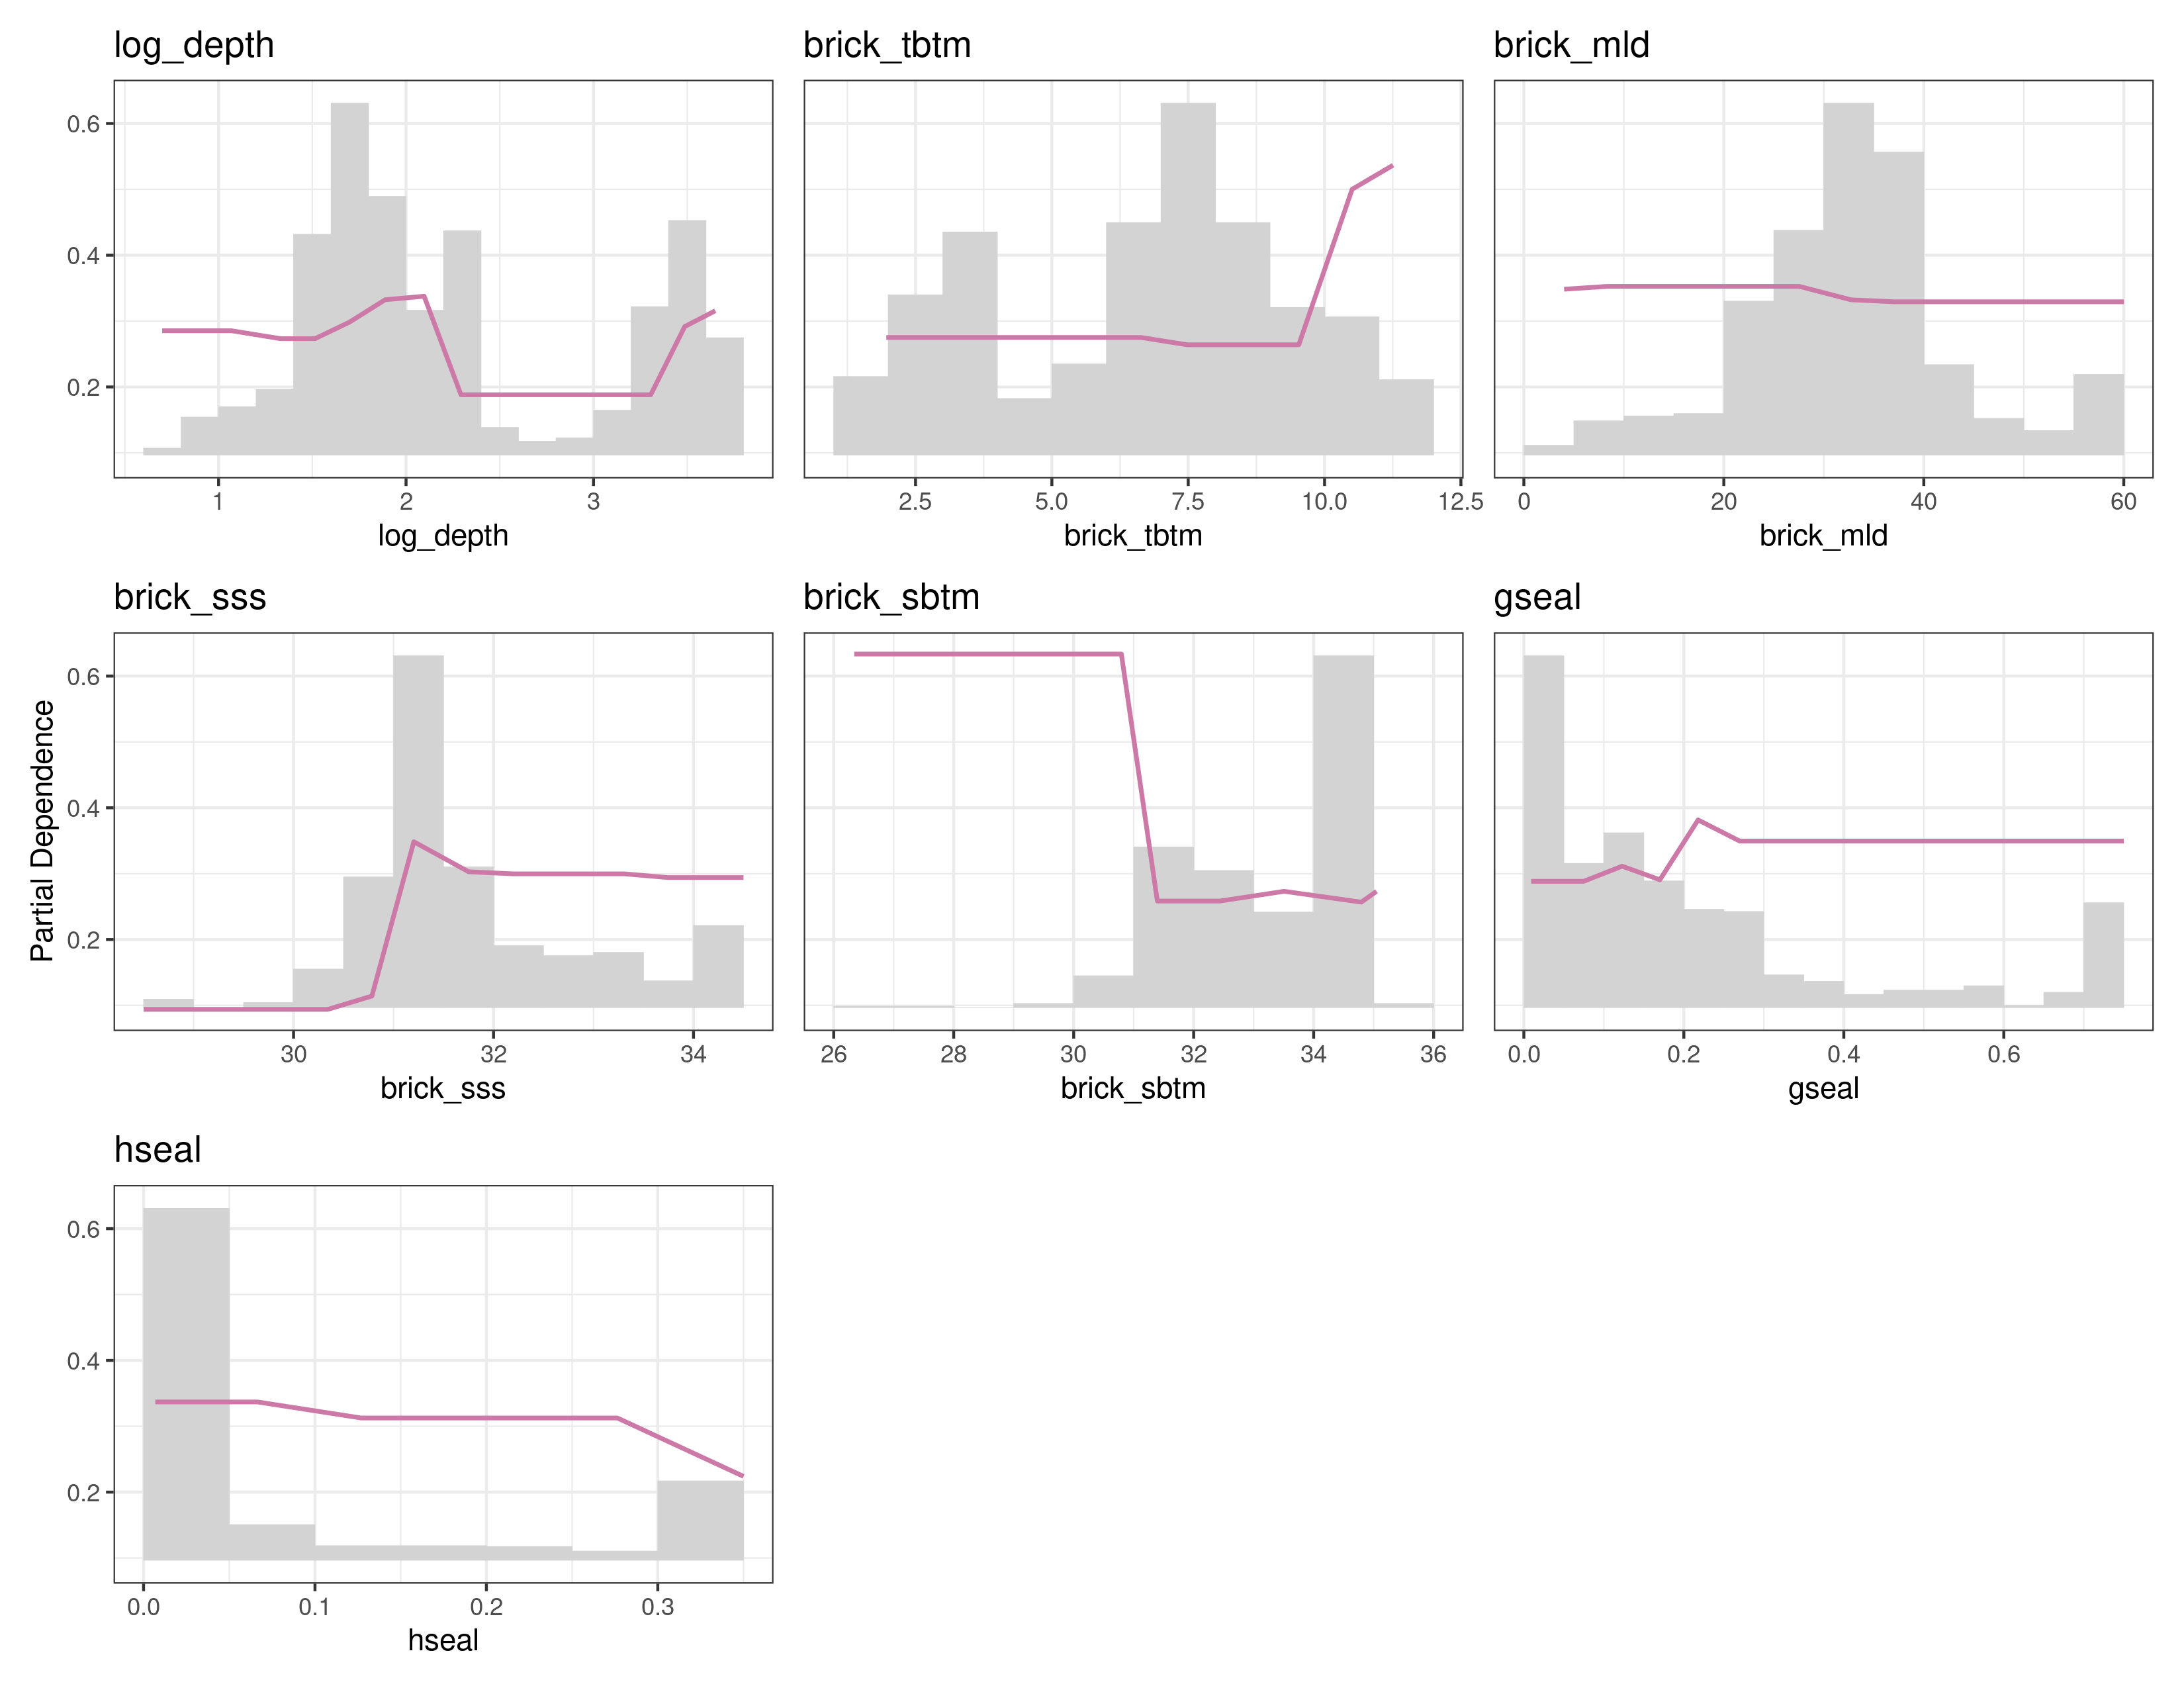 log_depth
brick_tbtm
brick_mld
0.6
0.4
0.2
1 2 3
2.5 5.0 7.5 10.0 12.5
0 20 40 60
log_depth
brick_tbtm
brick_mld
brick_sss
brick_sbtm
gseal
Partial Dependence
0.6
0.4
0.2
30 32 34
26 28 30 32 34 36
0.0 0.2 0.4 0.6
brick_sss
brick_sbtm
gseal
hseal
0.6
0.4
0.2
0.0 0.1 0.2 0.3
hseal